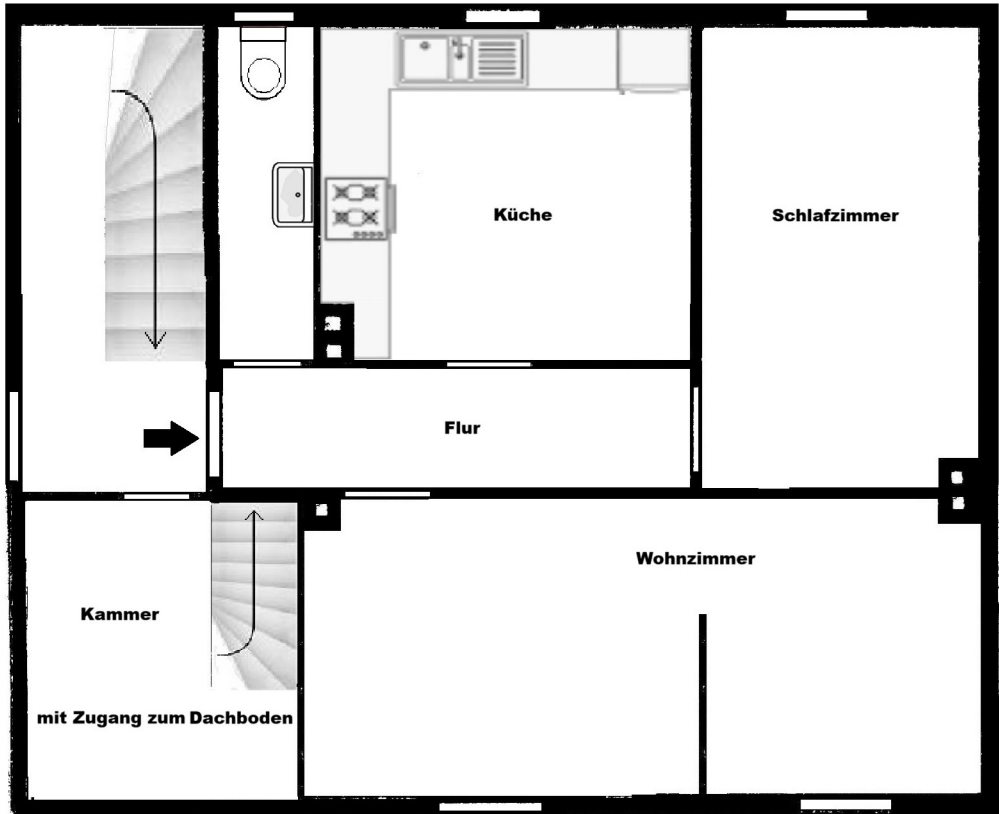 Küche
Schlafzimmer
Flur
Wohnzimmer
Kammer
mit Zugang zum Dachboden